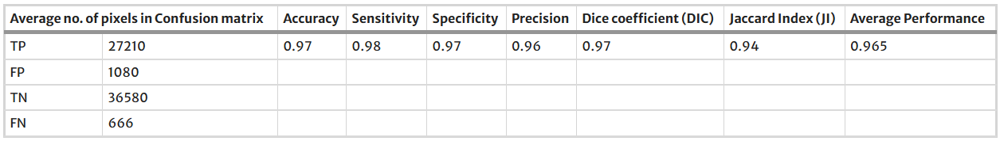 Average no. of pixels in Confusion matrix Accuracy Sensitivity Specificity Precision Dice coefficient (DIC) Jaccard Index (JI) Average Performance
TP 27210 0.97 0.98 0.97 0.96 0.97 0.94 0.965
FP 1080
TN 36580
FN 666